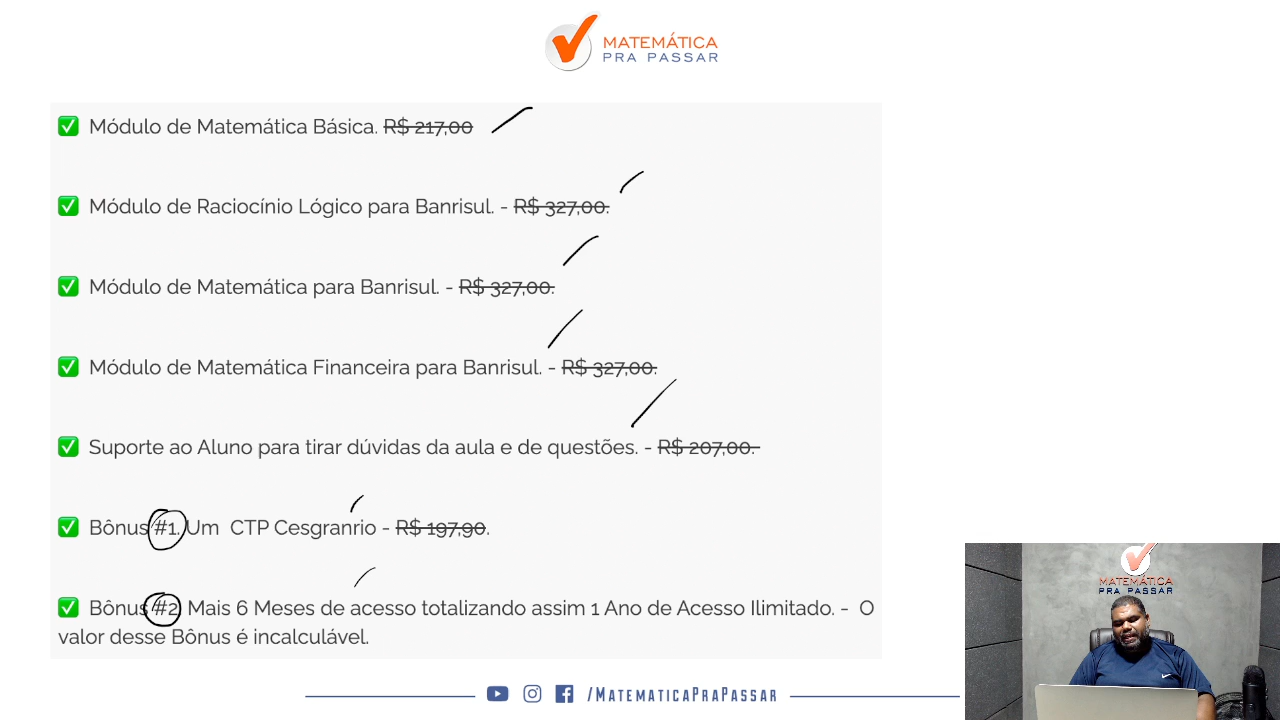 MATEMÁTICA
PRA PASSAR
Módulo de Matemática Básica. R$ 217,00
Módulo de Raciocínio Lógico para Banrisul. - R$ 327,00.
Módulo de Matemática para Banrisul. - R$ 327,00.
Módulo de Matemática Financeira para Banrisul. - R$ 327,00.
Suporte ao Aluno para tirar dúvidas da aula e de questões. - R$ 207,00.
Bônus #1. Um CTP Cesgranrio - R$ 197,90.
Bônus #2. Mais 6 Meses de acesso totalizando assim 1 Ano de Acesso Ilimitado. - O
valor desse Bônus é incalculável.
MATEMÁTICA
PRA PASSAR
/MATEMATICAPRAPASSAR